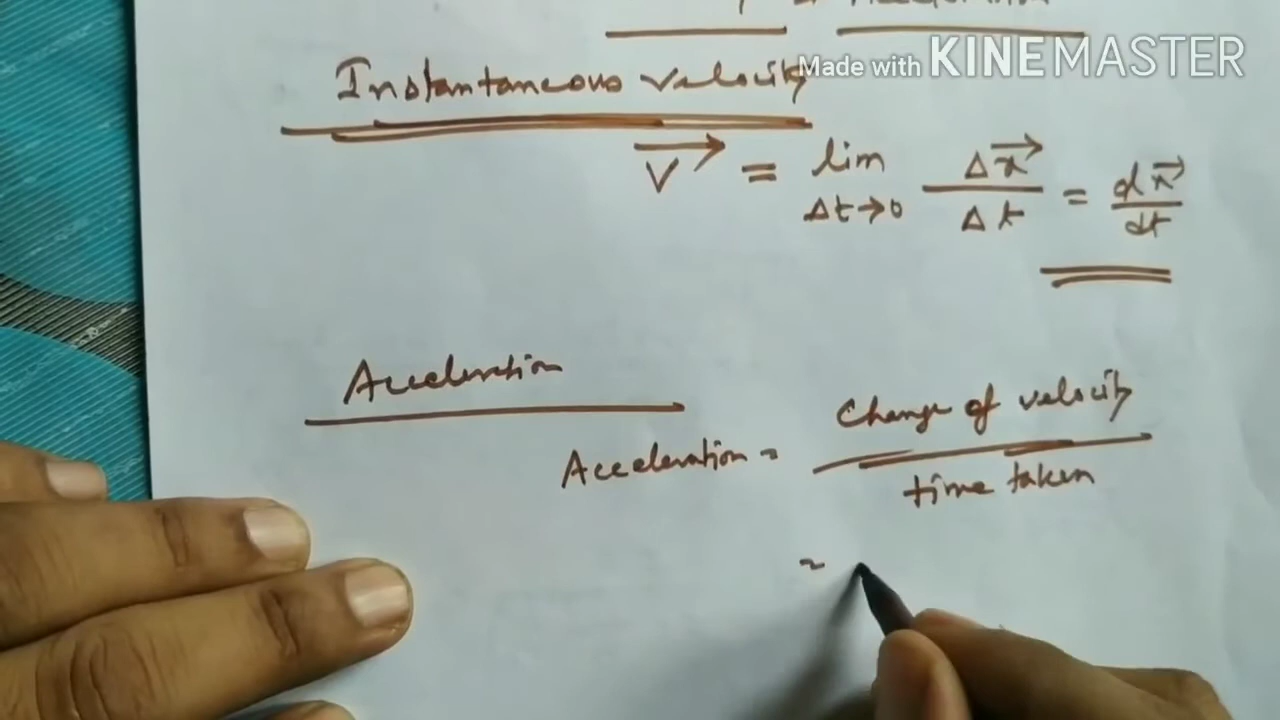 Made with KINEMASTER
Instantaneous velocity
V⃗ = lim Δt→0 Δx⃗ / Δt = dx⃗ / dt
Acceleration
Acceleration = Change of velocity / time taken
=